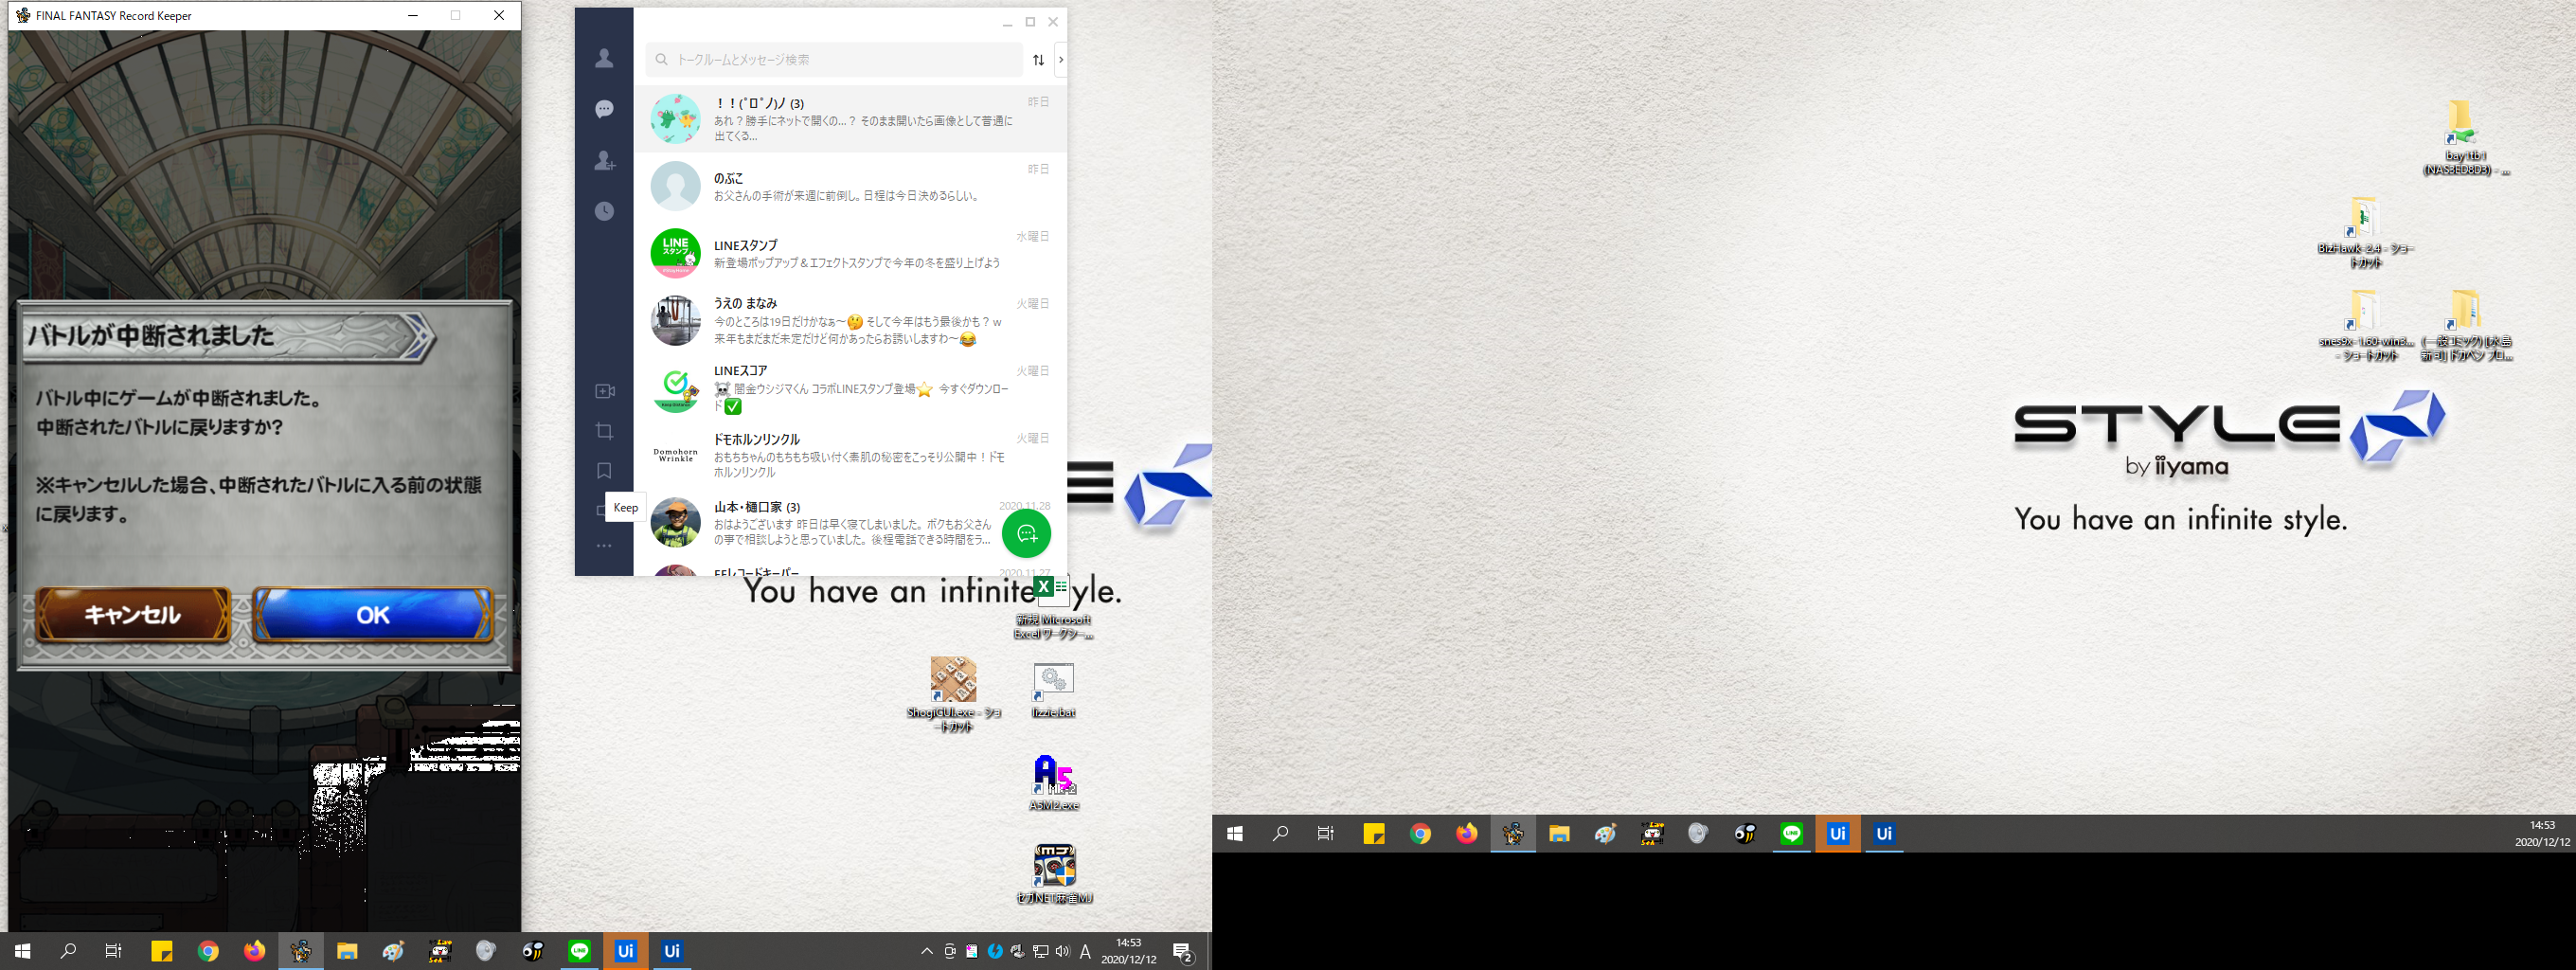 FINAL FANTASY Record Keeper
バトルが中断されました
バトル中にゲームが中断されました。
中断されたバトルに戻りますか?
※キャンセルした場合、中断されたバトルに入る前の状態
に戻ります。
キャンセル
OK
トークルームとメッセージ検索
！！(ﾟロﾟノ)ノ (3)
昨日
あれ？勝手にネットで開くの...？ そのまま開いたら画像として普通に
出てくる...
のぶこ
昨日
お父さんの手術が来週に前倒し。日程は今日決めるらしい。
LINE
スタンプ
LINEスタンプ
水曜日
新登場ポップアップ＆エフェクトスタンプで今年の冬を盛り上げよう
うえの まなみ
火曜日
今のところは19日だけかなぁ〜🤔 そして今年はもう最後かも？ｗ
来年もまだまだ未定だけど何かあったらお誘いしますわ〜😂
LINEスコア
火曜日
☠️ 闇金ウシジマくん コラボLINEスタンプ登場⭐ 今すぐダウンロー
ド✅
Domohorn
Wrinkle
ドモホルンリンクル
火曜日
おもちちゃんのもちもち吸い付く素肌の秘密をこっそり公開中！ドモ
ホルンリンクル
Keep
山本・樋口家 (3)
2020.11.28
おはようございます 昨日は早く寝てしまいました。 ボクもお父さん
の事で相談しようと思っていました。 後程電話できる時間をラ...
FFレコードキーパー
2020.11.27
You have an infinite style.
新規 Microsoft
Excel ワークシー...
ShogiGUI.exe - ショ
ートカット
lizzie.bat
A5
ASM2.exe
MJ
セガNET麻雀MJ
bay1tb1
(NAS3ED8D3) - ...
BizHawk-2.4 - ショー
トカット
snes9x-1.60-win3...
- ショートカット
(一般コミック) [水島
新司] ドカベン プロ...
STYLE
by iiyama
You have an infinite style.
LINE
Ui
Ui
A
14:53
2020/12/12
2
LINE
Ui
Ui
14:53
2020/12/12